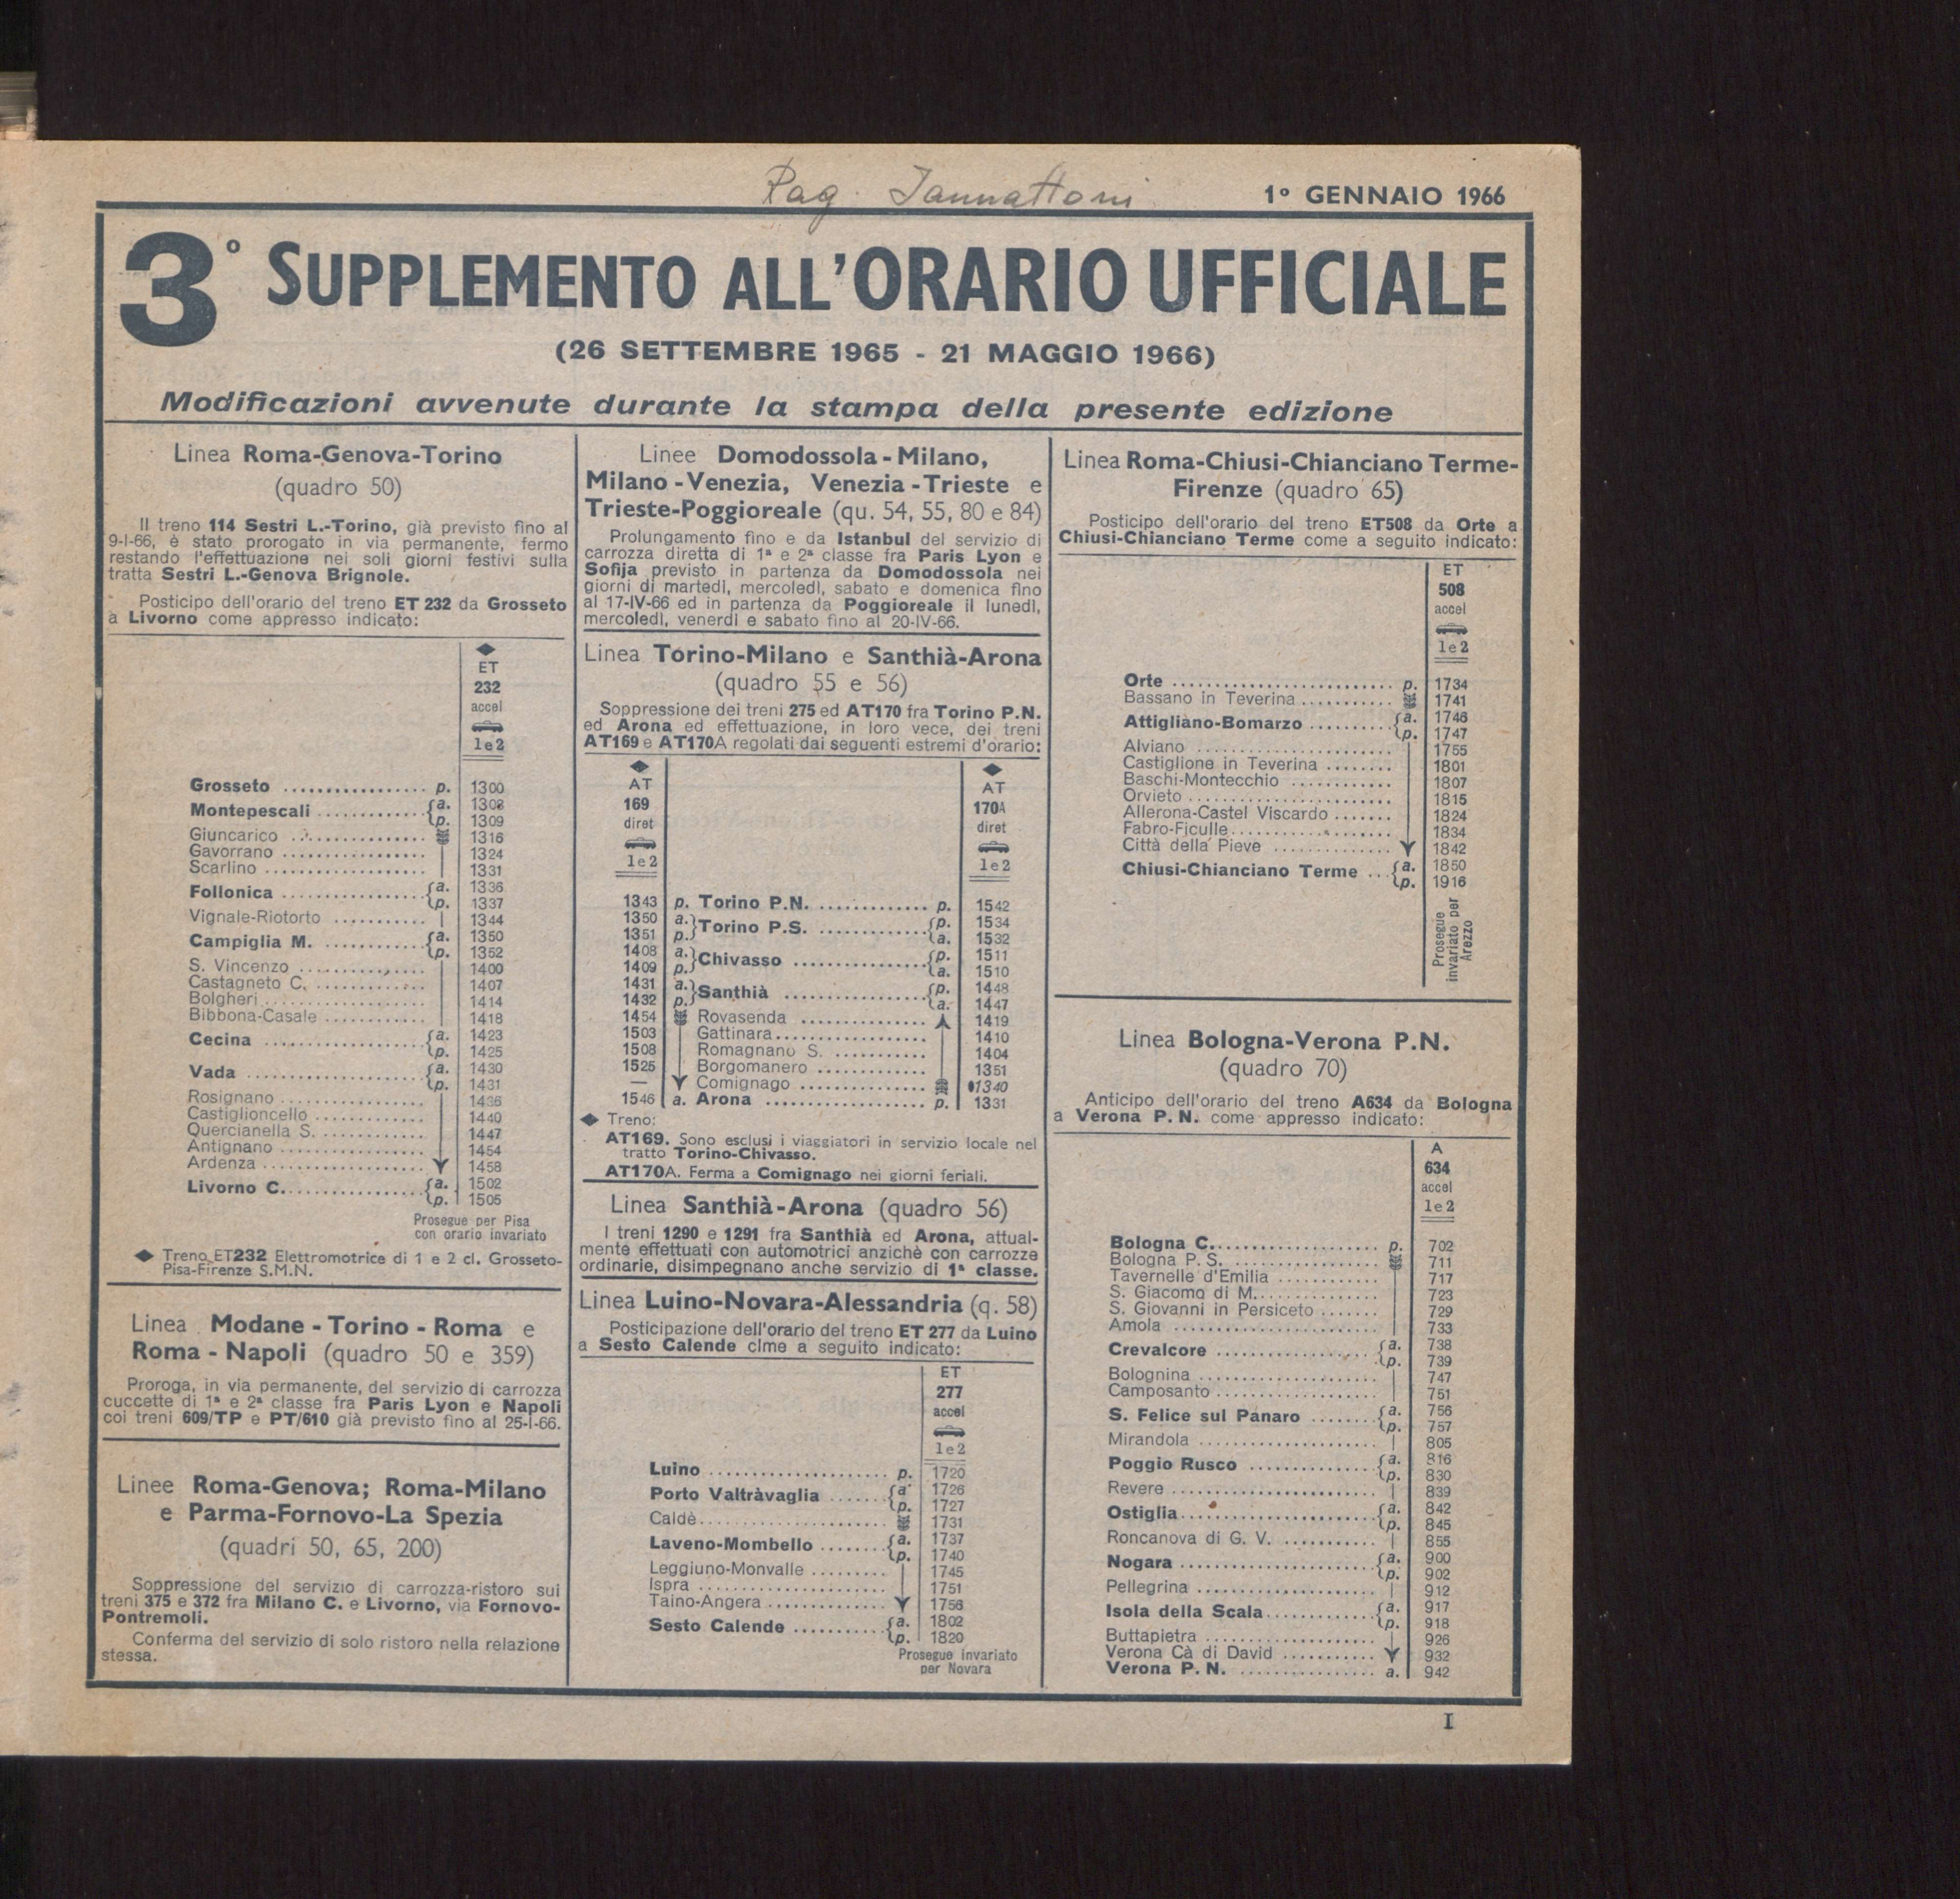 Rag. Iannattoni
1º GENNAIO 1966
3º SUPPLEMENTO ALL'ORARIO UFFICIALE
(26 SETTEMBRE 1965 - 21 MAGGIO 1966)
Modificazioni avvenute durante la stampa della presente edizione
Linea Roma-Genova-Torino
(quadro 50)
Il treno 114 Sestri L.-Torino, già previsto fino al
9-I-66, è stato prorogato in via permanente, fermo
restando l'effettuazione nei soli giorni festivi sulla
tratta Sestri L.-Genova Brignole.
Posticipo dell'orario del treno ET 232 da Grosseto
a Livorno come appresso indicato:
◆
ET
232
accel
1e2
Grosseto ................ p. 1300
Montepescali ............ a. 1308
p. 1309
Giuncarico .............. 1316
Gavorrano ................ 1324
Scarlino .................. 1331
Follonica ................ a. 1336
p. 1337
Vignale-Riotorto ........... 1344
Campiglia M. ............ a. 1350
p. 1352
S. Vincenzo ................ 1400
Castagneto C. .............. 1407
Bolgheri .................. 1414
Bibbona-Casale ............ 1418
Cecina .................. a. 1423
p. 1425
Vada .................... a. 1430
p. 1431
Rosignano .................. 1436
Castiglioncello ............ 1440
Quercianella S. ............ 1447
Antignano .................. 1454
Ardenza .................. 1458
Livorno C. ................ a. 1502
p. 1505
Prosegue per Pisa
con orario invariato
◆ Treno ET232 Elettromotrice di 1 e 2 cl. Grosseto-
Pisa-Firenze S.M.N.
Linea Modane - Torino - Roma e
Roma - Napoli (quadro 50 e 359)
Proroga, in via permanente, del servizio di carrozza
cuccette di 1ª e 2ª classe fra Paris Lyon e Napoli
coi treni 609/TP e PT/610 già previsto fino al 25-I-66.
Linee Roma-Genova; Roma-Milano
e Parma-Fornovo-La Spezia
(quadri 50, 65, 200)
Soppressione del servizio di carrozza-ristoro sui
treni 375 e 372 fra Milano C. e Livorno, via Fornovo-
Pontremoli.
Conferma del servizio di solo ristoro nella relazione
stessa.
Linee Domodossola - Milano,
Milano - Venezia, Venezia - Trieste e
Trieste-Poggioreale (qu. 54, 55, 80 e 84)
Prolungamento fino e da Istanbul del servizio di
carrozza diretta di 1ª e 2ª classe fra Paris Lyon e
Sofija previsto in partenza da Domodossola nei
giorni di martedì, mercoledì, sabato e domenica fino
al 17-IV-66 ed in partenza da Poggioreale il lunedì,
mercoledì, venerdì e sabato fino al 20-IV-66.
Linea Torino-Milano e Santhià-Arona
(quadro 55 e 56)
Soppressione dei treni 275 ed AT170 fra Torino P.N.
ed Arona ed effettuazione, in loro vece, dei treni
AT169 e AT170A regolati dai seguenti estremi d'orario:
◆ ◆
AT AT
169 170A
diret diret
1e2 1e2
1343 p. Torino P.N. ............. p. 1542
1350 a. Torino P.S. ............ p. 1534
1351 p. a. 1532
1408 a. Chivasso .............. p. 1511
1409 p. a. 1510
1431 a. Santhià ................ p. 1448
1432 p. a. 1447
1454 Rovasenda ............... 1419
1503 Gattinara .................. 1410
1508 Romagnano S. ........... 1404
1525 Borgomanero ............. 1351
— Comignago ............... ♦1340
1546 a. Arona .................... p. 1331
◆ Treno:
AT169. Sono esclusi i viaggiatori in servizio locale nel
tratto Torino-Chivasso.
AT170A. Ferma a Comignago nei giorni feriali.
Linea Santhià-Arona (quadro 56)
I treni 1290 e 1291 fra Santhià ed Arona, attual-
mente effettuati con automotrici anzichè con carrozze
ordinarie, disimpegnano anche servizio di 1ª classe.
Linea Luino-Novara-Alessandria (q. 58)
Posticipazione dell'orario del treno ET 277 da Luino
a Sesto Calende clme a seguito indicato:
ET
277
accel
1e2
Luino ...................... p. 1720
Porto Valtravaglia ....... a 1726
p. 1727
Caldè ...................... 1731
Laveno-Mombello ........ a. 1737
p. 1740
Leggiuno-Monvalle ......... 1745
Ispra ........................ 1751
Taino-Angera .............. 1756
Sesto Calende ........... a. 1802
p. 1820
Prosegue invariato
per Novara
Linea Roma-Chiusi-Chianciano Terme-
Firenze (quadro 65)
Posticipo dell'orario del treno ET508 da Orte a
Chiusi-Chianciano Terme come a seguito indicato:
ET
508
accel
1e2
Orte .......................... p. 1734
Bassano in Teverina ........... 1741
Attigliano-Bomarzo .......... a. 1746
p. 1747
Alviano ........................ 1755
Castiglione in Teverina ........ 1801
Baschi-Montecchio ............ 1807
Orvieto ........................ 1815
Allerona-Castel Viscardo ....... 1824
Fabro-Ficulle .................. 1834
Città della Pieve .............. 1842
Chiusi-Chianciano Terme ... a. 1850
p. 1916
Prosegue
invariato per
Arezzo
Linea Bologna-Verona P.N.
(quadro 70)
Anticipo dell'orario del treno A634 da Bologna
a Verona P. N. come appresso indicato:
A
634
accel
1e2
Bologna C. .................... p. 702
Bologna P. S. .................. 711
Tavernelle d'Emilia ............ 717
S. Giacomo di M. .............. 723
S. Giovanni in Persiceto ....... 729
Amola ........................ 733
Crevalcore .................. a. 738
p. 739
Bolognina .................... 747
Camposanto .................. 751
S. Felice sul Panaro ........ a. 756
p. 757
Mirandola .................... 805
Poggio Rusco .............. a. 816
p. 830
Revere ........................ 839
Ostiglia ...................... a. 842
p. 845
Roncanova di G. V. ........... 855
Nogara ...................... a. 900
p. 902
Pellegrina .................... 912
Isola della Scala ............ a. 917
p. 918
Buttapietra .................. 926
Verona Cà di David ........... 932
Verona P. N. ................ a. 942
I